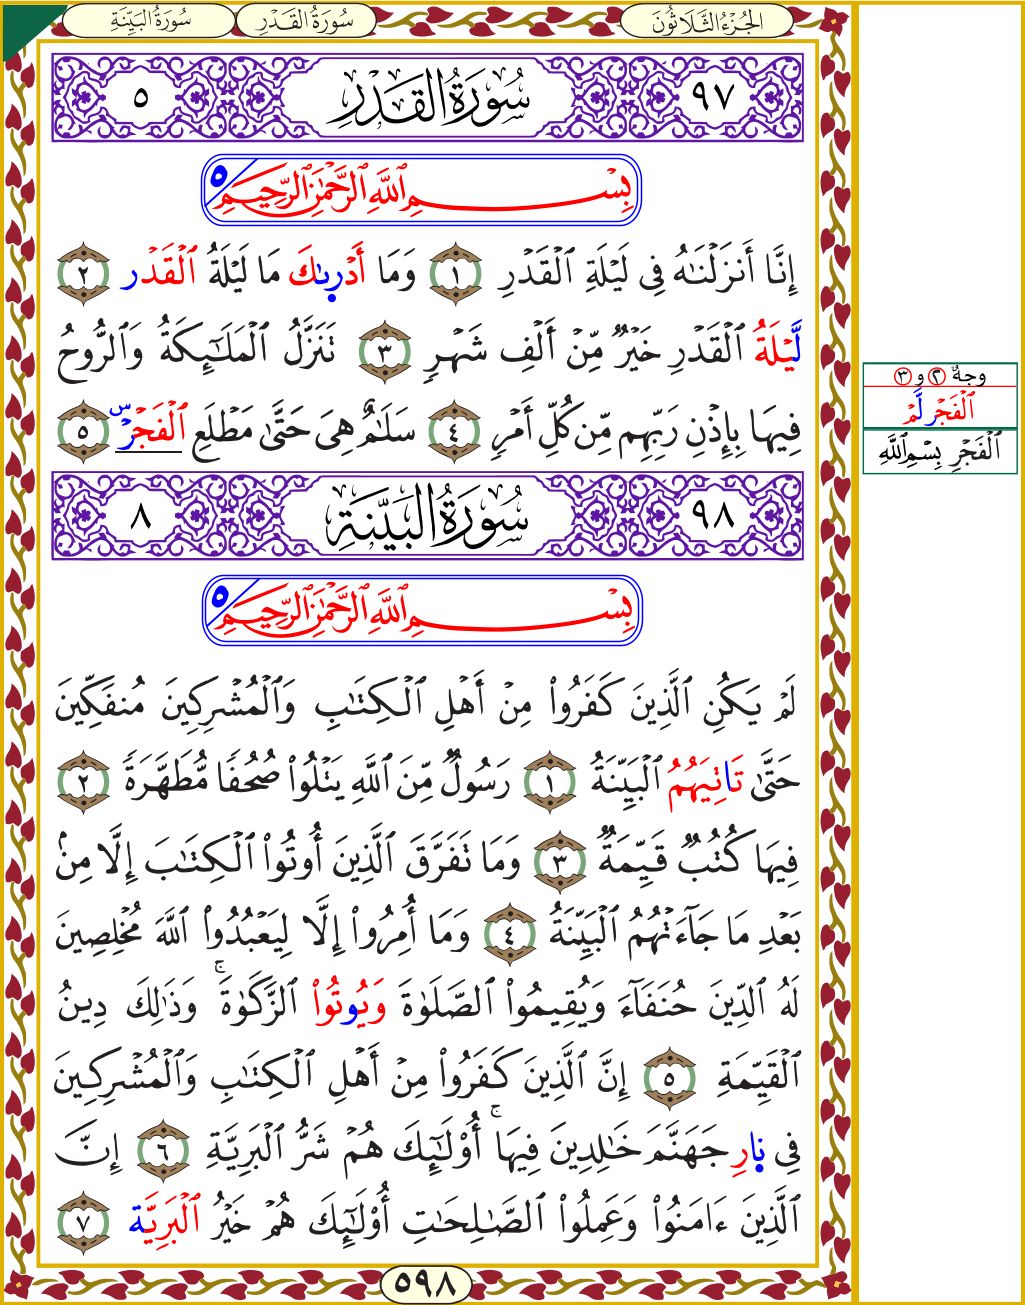 الجُزْءُ الثَّلَاثُونَ
سُورَةُ القَدْرِ
سُورَةُ البَيِّنَةِ
٩٧ سُورَةُ القَدْرِ ٥
بِسْمِ ٱللَّهِ ٱلرَّحْمَٰنِ ٱلرَّحِيمِ ٥
إِنَّا أَنزَلْنَٰهُ فِى لَيْلَةِ ٱلْقَدْرِ ١ وَمَا أَدْرِىٰكَ مَا لَيْلَةُ ٱلْقَدْرِ ٢
لَّيْلَةُ ٱلْقَدْرِ خَيْرٌ مِّنْ أَلْفِ شَهْرٍ ٣ تَنَزَّلُ ٱلْمَلَٰٓئِكَةُ وَٱلرُّوحُ
فِيهَا بِإِذْنِ رَبِّهِم مِّن كُلِّ أَمْرٍ ٤ سَلَٰمٌ هِىَ حَتَّىٰ مَطْلَعِ ٱلْفَجْرِ س ٥
وجهُ ٢ و ٣
ٱلْفَجْرِ لَّمْ
ٱلْفَجْرِ بِسْمِ ٱللَّهِ
٩٨ سُورَةُ البَيِّنَةِ ٨
بِسْمِ ٱللَّهِ ٱلرَّحْمَٰنِ ٱلرَّحِيمِ ٥
لَمْ يَكُنِ ٱلَّذِينَ كَفَرُوا۟ مِنْ أَهْلِ ٱلْكِتَٰبِ وَٱلْمُشْرِكِينَ مُنفَكِّينَ
حَتَّىٰ تَاتِيَهُمُ ٱلْبَيِّنَةُ ١ رَسُولٌ مِّنَ ٱللَّهِ يَتْلُوا۟ صُحُفًا مُّطَهَّرَةً ٢
فِيهَا كُتُبٌ قَيِّمَةٌ ٣ وَمَا تَفَرَّقَ ٱلَّذِينَ أُوتُوا۟ ٱلْكِتَٰبَ إِلَّا مِنۢ
بَعْدِ مَا جَآءَتْهُمُ ٱلْبَيِّنَةُ ٤ وَمَا أُمِرُوا۟ إِلَّا لِيَعْبُدُوا۟ ٱللَّهَ مُخْلِصِينَ
لَهُ ٱلدِّينَ حُنَفَآءَ وَيُقِيمُوا۟ ٱلصَّلَوٰةَ وَيُوتُوا۟ ٱلزَّكَوٰةَ ۚ وَذَٰلِكَ دِينُ
ٱلْقَيِّمَةِ ٥ إِنَّ ٱلَّذِينَ كَفَرُوا۟ مِنْ أَهْلِ ٱلْكِتَٰبِ وَٱلْمُشْرِكِينَ
فِى نِارِ جَهَنَّمَ خَٰلِدِينَ فِيهَا ۚ أُو۟لَٰٓئِكَ هُمْ شَرُّ ٱلْبَرِيَّةِ ٦ إِنَّ
ٱلَّذِينَ ءَامَنُوا۟ وَعَمِلُوا۟ ٱلصَّٰلِحَٰتِ أُو۟لَٰٓئِكَ هُمْ خَيْرُ ٱلْبَرِيَّةِ ٧
٥٩٨